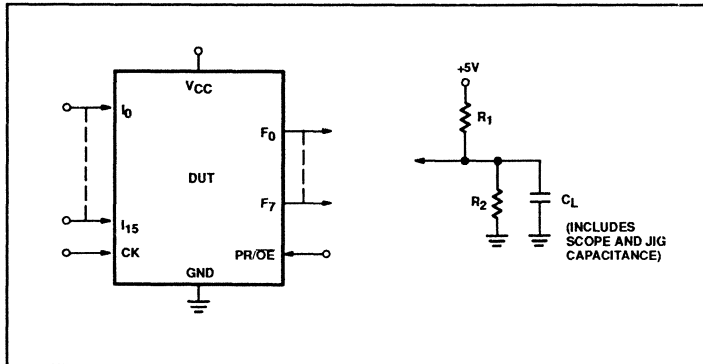 VCC
I0
F0
DUT
F7
I15
CK
PR/OE
GND
+5V
R1
R2
CL
(INCLUDES
SCOPE AND JIG
CAPACITANCE)